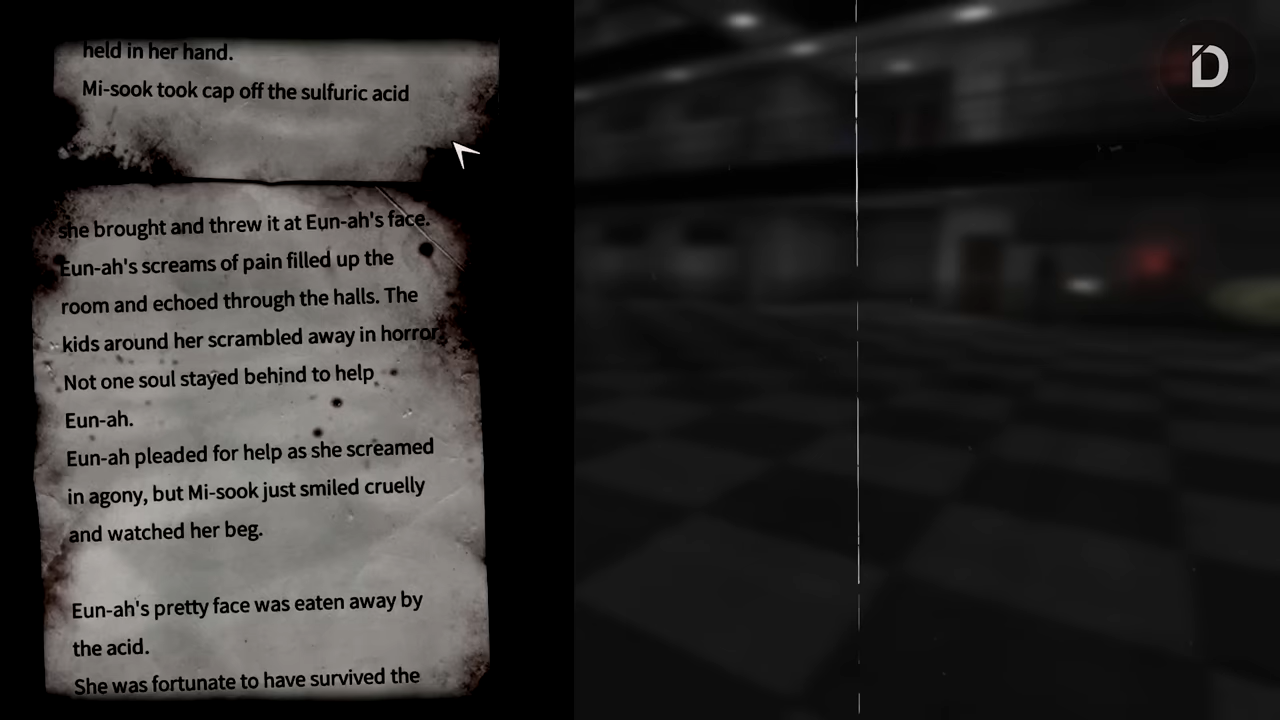 held in her hand.
Mi-sook took cap off the sulfuric acid
she brought and threw it at Eun-ah's face.
Eun-ah's screams of pain filled up the
room and echoed through the halls. The
kids around her scrambled away in horror.
Not one soul stayed behind to help
Eun-ah.
Eun-ah pleaded for help as she screamed
in agony, but Mi-sook just smiled cruelly
and watched her beg.
Eun-ah's pretty face was eaten away by
the acid.
She was fortunate to have survived the
D